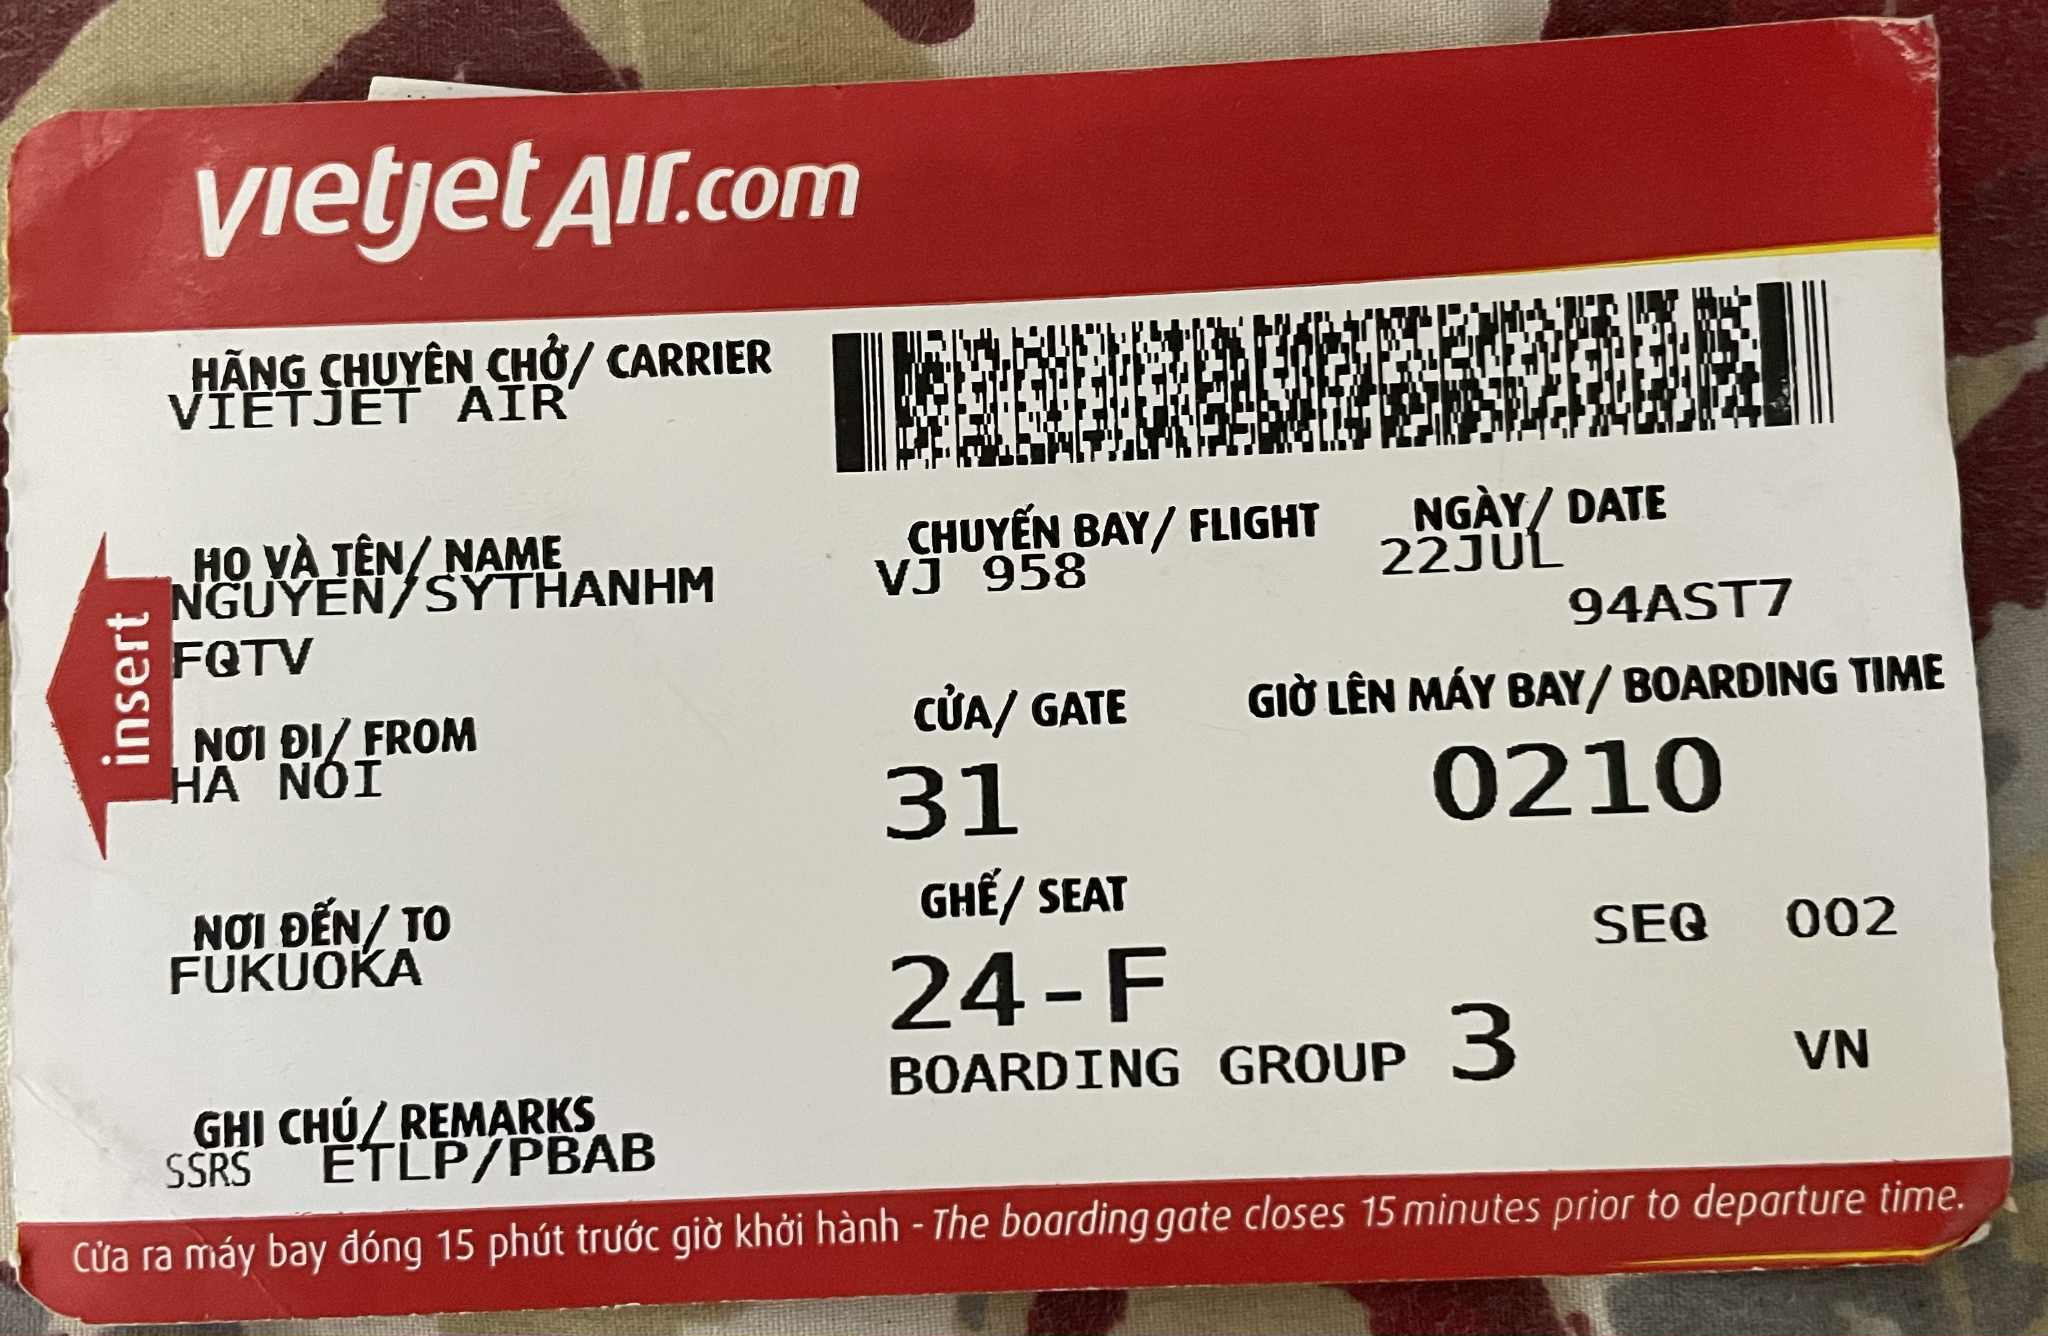 vietjetAir.com
HÃNG CHUYÊN CHỞ/ CARRIER
VIETJET AIR
HỌ VÀ TÊN/ NAME
NGUYEN/SYTHANHM
FQTV
CHUYẾN BAY/ FLIGHT
VJ 958
NGÀY/ DATE
22JUL
94AST7
insert
NƠI ĐI/ FROM
HA NOI
CỬA/ GATE
31
GIỜ LÊN MÁY BAY/ BOARDING TIME
0210
NƠI ĐẾN/ TO
FUKUOKA
GHẾ/ SEAT
24-F
SEQ 002
BOARDING GROUP 3
VN
GHI CHÚ/ REMARKS
SSRS ETLP/PBAB
Cửa ra máy bay đóng 15 phút trước giờ khởi hành - The boarding gate closes 15 minutes prior to departure time.